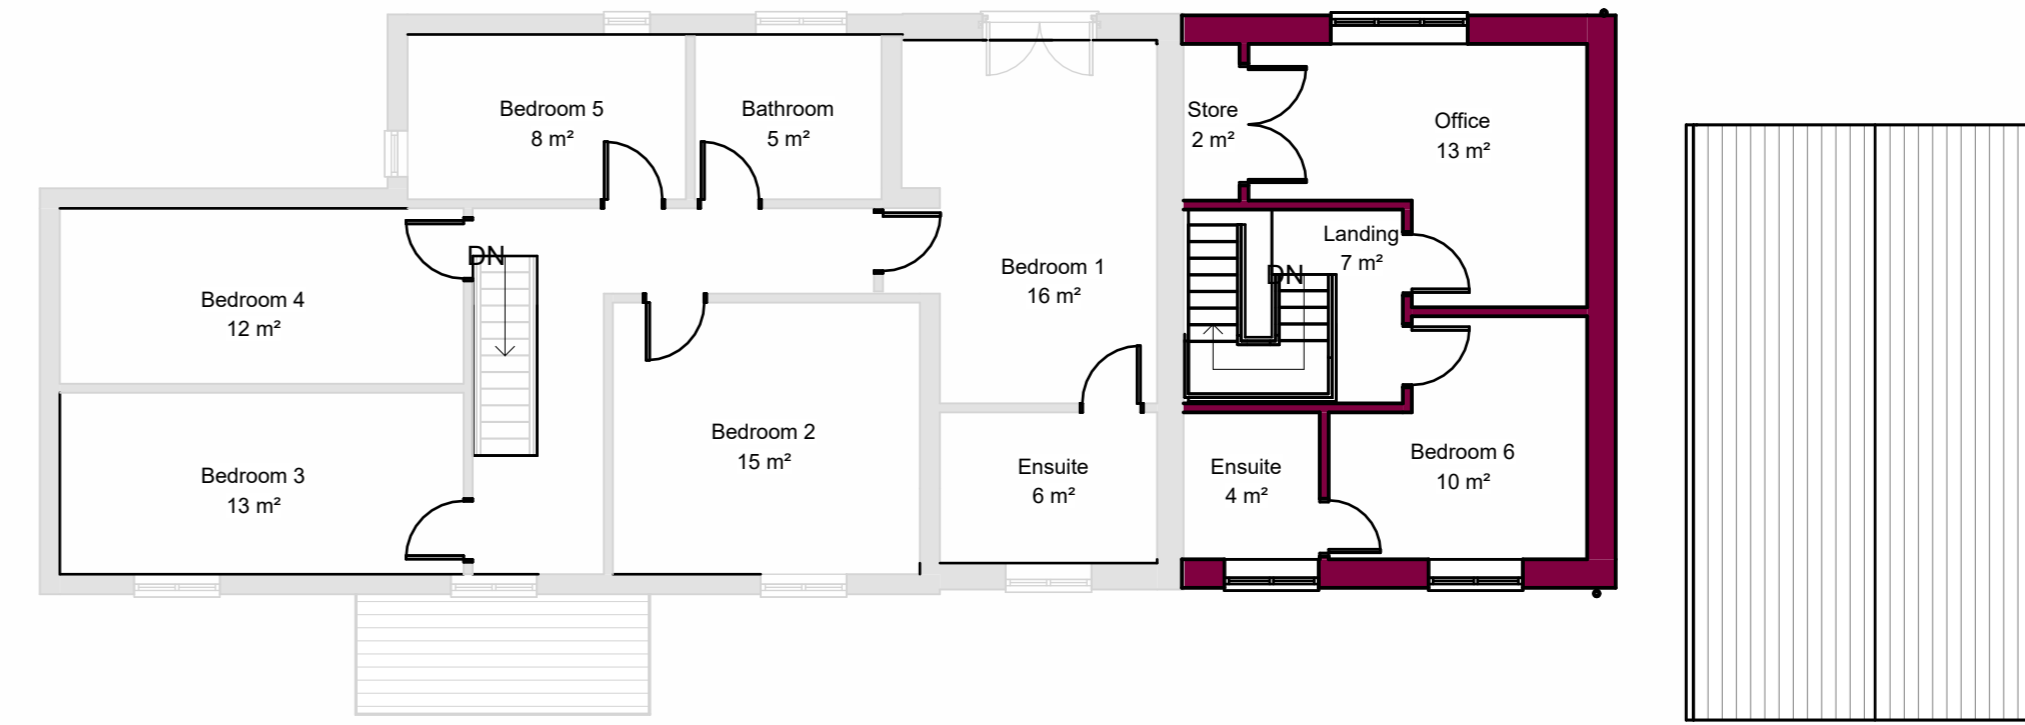 Bedroom 5
8 m²
Bathroom
5 m²
Store
2 m²
Office
13 m²
DN
Landing
7 m²
DN
Bedroom 1
16 m²
Bedroom 4
12 m²
Bedroom 2
15 m²
Bedroom 3
13 m²
Ensuite
6 m²
Ensuite
4 m²
Bedroom 6
10 m²